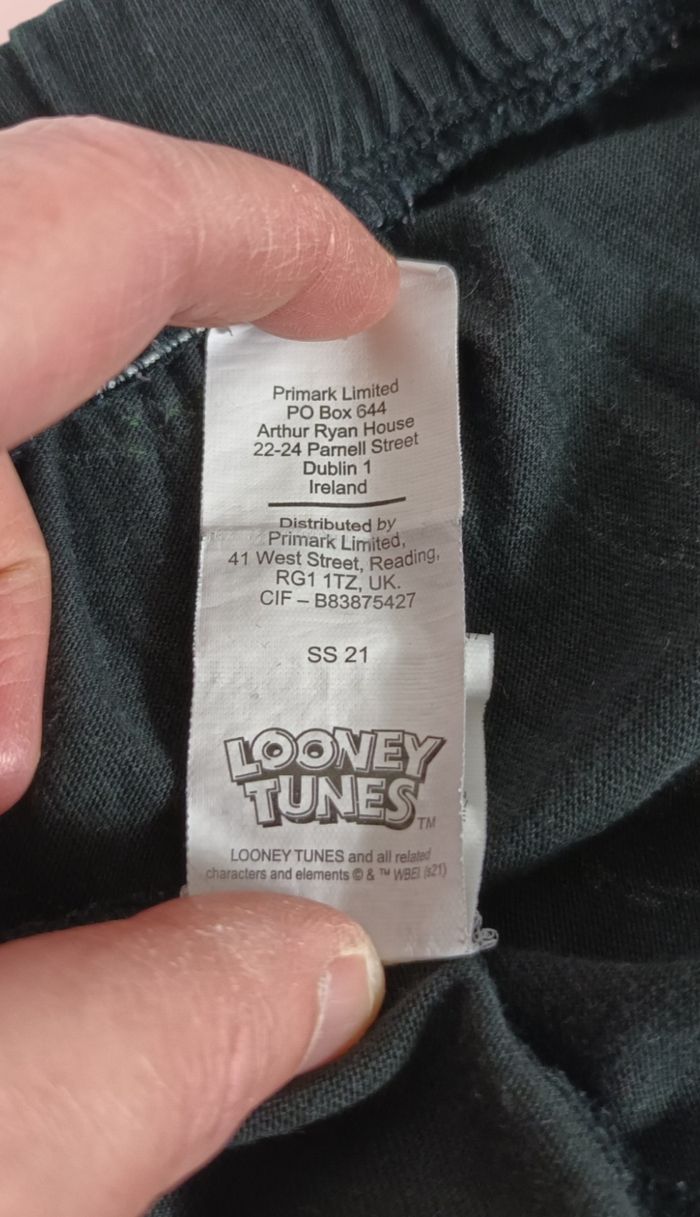 Primark Limited
PO Box 644
Arthur Ryan House
22-24 Parnell Street
Dublin 1
Ireland
Distributed by
Primark Limited,
41 West Street, Reading,
RG1 1TZ, UK.
CIF – B83875427
SS 21
LOONEY
TUNES
TM
LOONEY TUNES and all related
characters and elements © & ™ WBEI (s21)